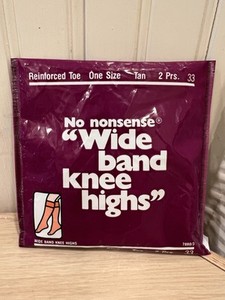 Reinforced Toe One Size Tan 2 Prs. 33
No nonsense®
“Wide
band
knee
highs”
WIDE BAND KNEE HIGHS